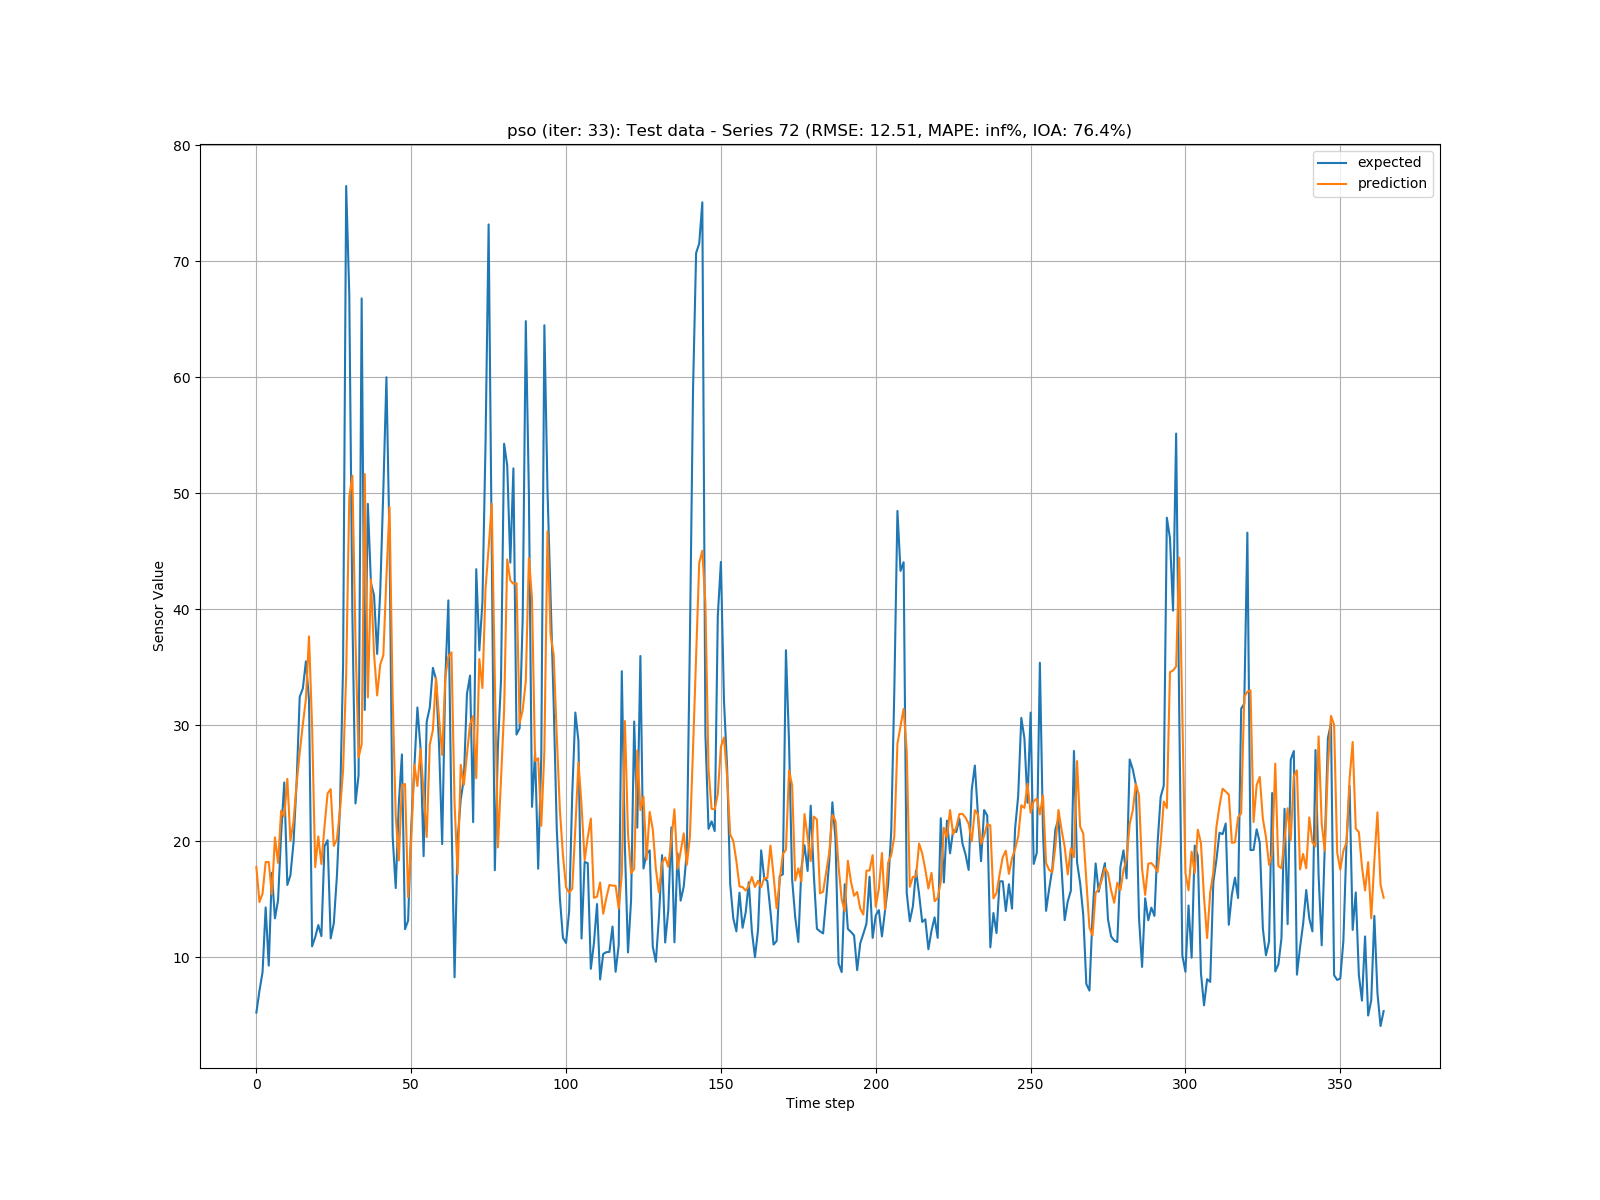 pso (iter: 33): Test data - Series 72 (RMSE: 12.51, MAPE: inf%, IOA: 76.4%)
expected
prediction
80
70
60
50
40
30
20
10
Sensor Value
0 50 100 150 200 250 300 350
Time step